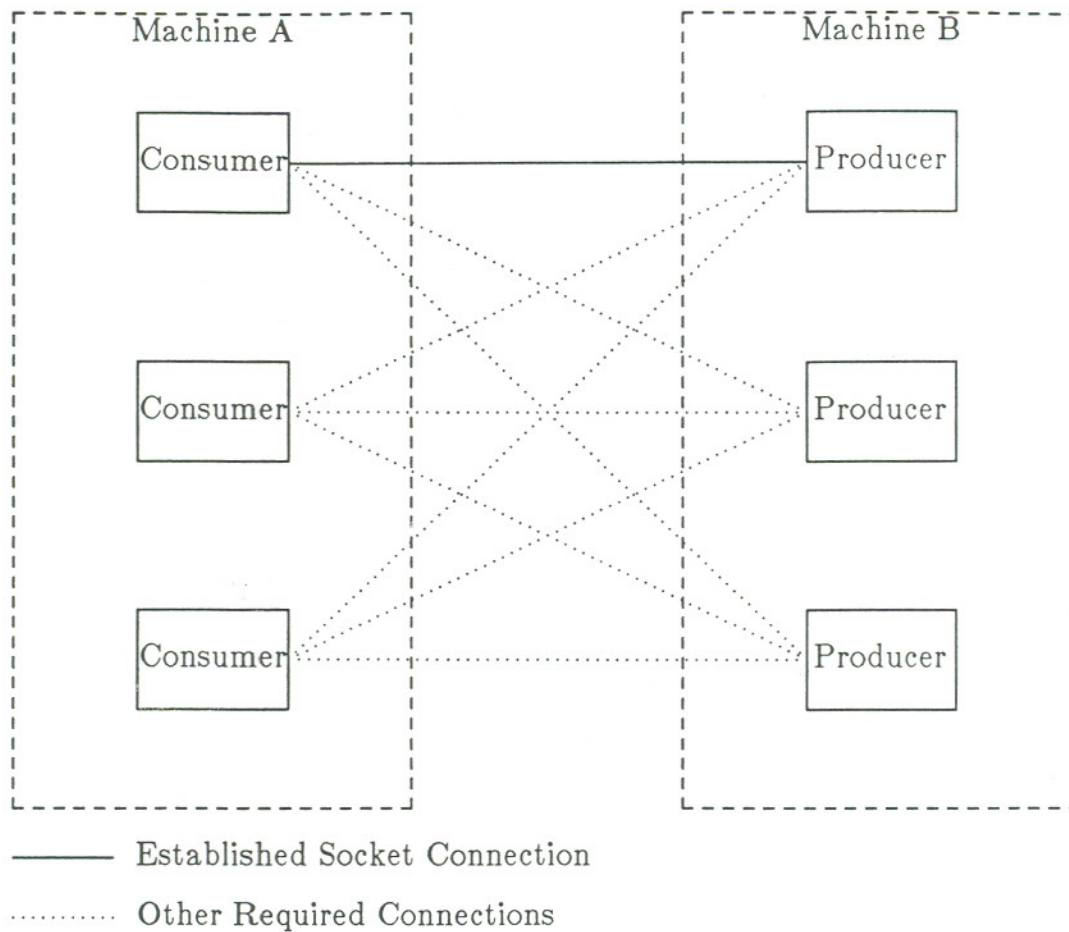 Machine A
Machine B
Consumer
Producer
Consumer
Producer
Consumer
Producer
Established Socket Connection
Other Required Connections